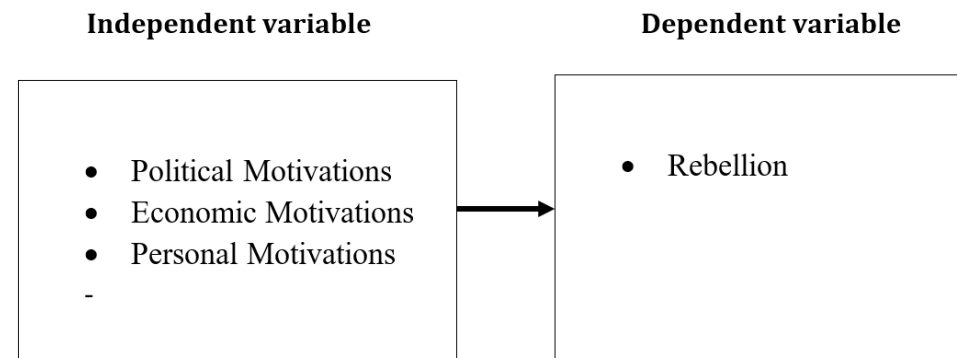 Independent variable
Dependent variable
• Political Motivations
• Economic Motivations
• Personal Motivations
-
• Rebellion